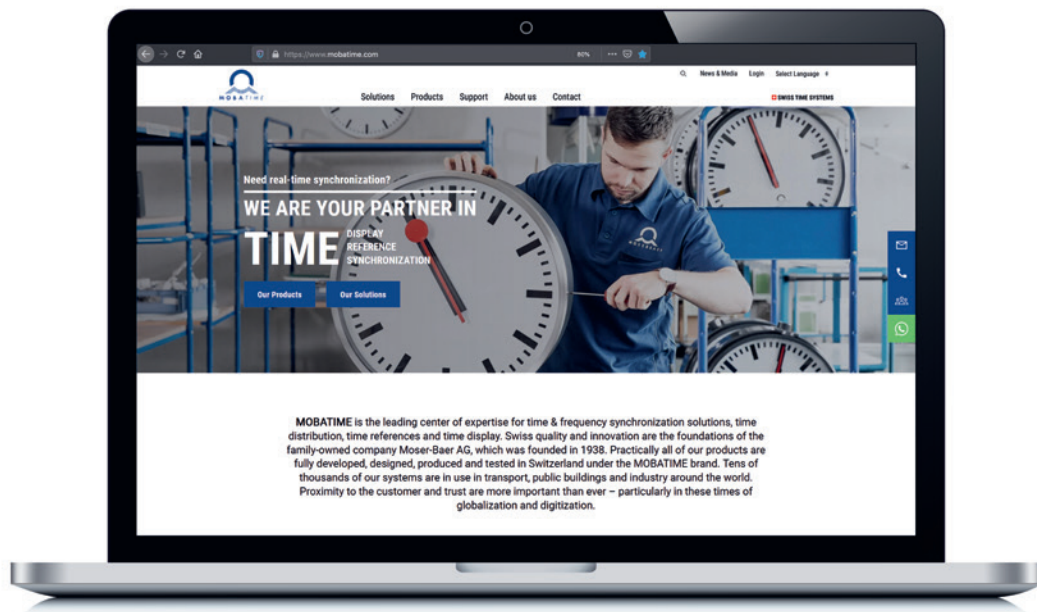 https://www.mobatime.com
80%
News & Media Login Select Language
MOBATIME
Solutions Products Support About us Contact
SWISS TIME SYSTEMS
Need real-time synchronization?
WE ARE YOUR PARTNER IN
TIME
DISPLAY
REFERENCE
SYNCHRONIZATION
Our Products Our Solutions
MOBATIME is the leading center of expertise for time & frequency synchronization solutions, time
distribution, time references and time display. Swiss quality and innovation are the foundations of the
family-owned company Moser-Baer AG, which was founded in 1938. Practically all of our products are
fully developed, designed, produced and tested in Switzerland under the MOBATIME brand. Tens of
thousands of our systems are in use in transport, public buildings and industry around the world.
Proximity to the customer and trust are more important than ever – particularly in these times of
globalization and digitization.